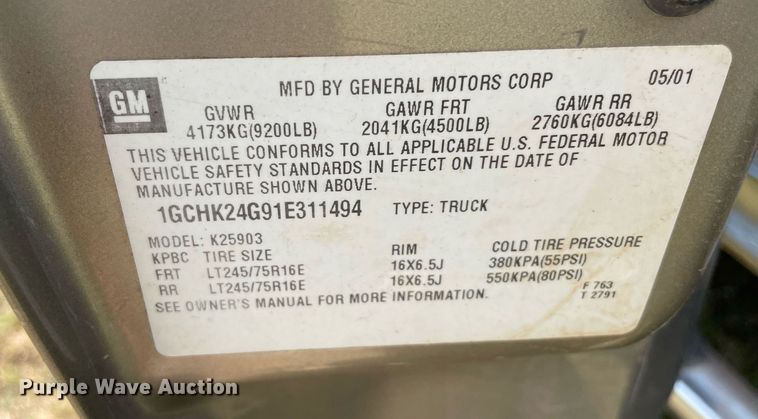 GM
MFD BY GENERAL MOTORS CORP 05/01
GVWR GAWR FRT GAWR RR
4173KG(9200LB) 2041KG(4500LB) 2760KG(6084LB)
THIS VEHICLE CONFORMS TO ALL APPLICABLE U.S. FEDERAL MOTOR
VEHICLE SAFETY STANDARDS IN EFFECT ON THE DATE OF
MANUFACTURE SHOWN ABOVE.
1GCHK24G91E311494 TYPE: TRUCK
MODEL: K25903
KPBC TIRE SIZE RIM COLD TIRE PRESSURE
FRT LT245/75R16E 16X6.5J 380KPA(55PSI)
RR LT245/75R16E 16X6.5J 550KPA(80PSI)
SEE OWNER'S MANUAL FOR MORE INFORMATION.
F 763
T 2791
Purple Wave Auction